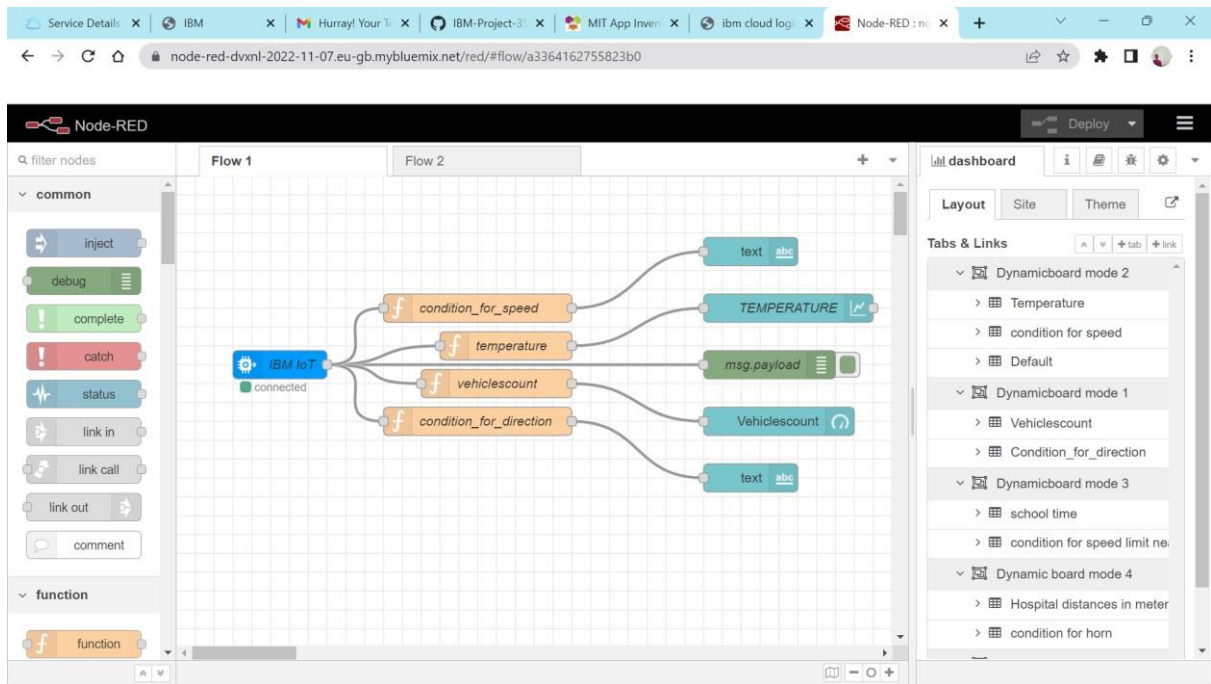 Service Details
IBM
Hurray! Your T
IBM-Project-3
MIT App Inven
ibm cloud log
Node-RED : n
node-red-dvxnl-2022-11-07.eu-gb.mybluemix.net/red/#flow/a3364162755823b0
Node-RED
Deploy
filter nodes
common
inject
debug
complete
catch
status
link in
link call
link out
comment
function
f function
Flow 1
Flow 2
text abc
f condition_for_speed
TEMPERATURE
f temperature
IBM IoT
connected
msg.payload
f vehiclescount
f condition_for_direction
Vehiclescount
text abc
dashboard
i
Layout
Site
Theme
Tabs & Links
+ tab
+ link
Dynamicboard mode 2
Temperature
condition for speed
Default
Dynamicboard mode 1
Vehiclescount
Condition_for_direction
Dynamicboard mode 3
school time
condition for speed limit ne
Dynamic board mode 4
Hospital distances in meter
condition for horn